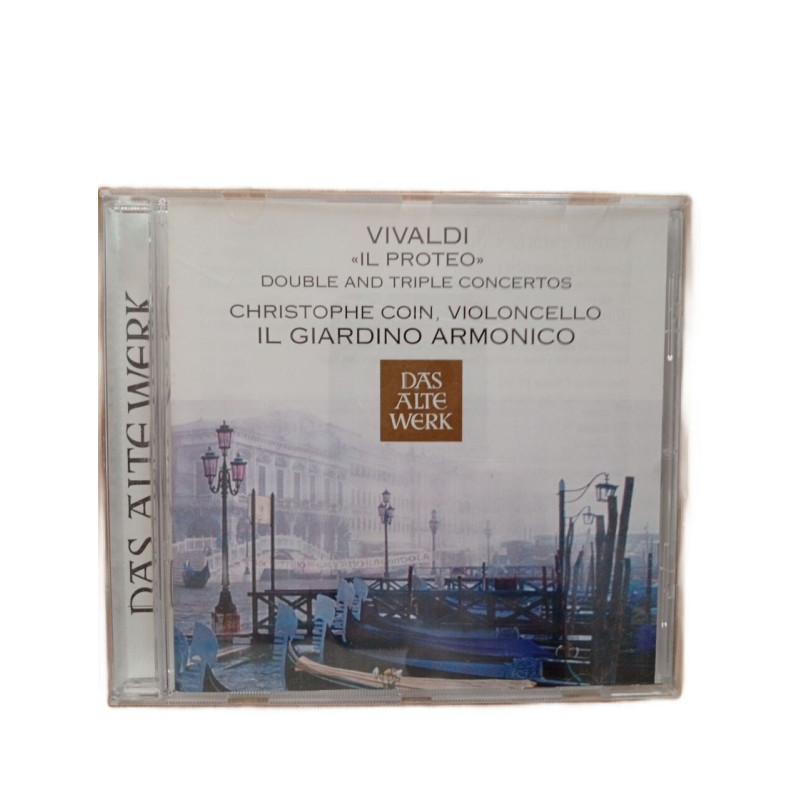 VIVALDI
«IL PROTEO»
DOUBLE AND TRIPLE CONCERTOS
CHRISTOPHE COIN, VIOLONCELLO
IL GIARDINO ARMONICO
DAS
ALTE
WERK
DAS ALTE WERK